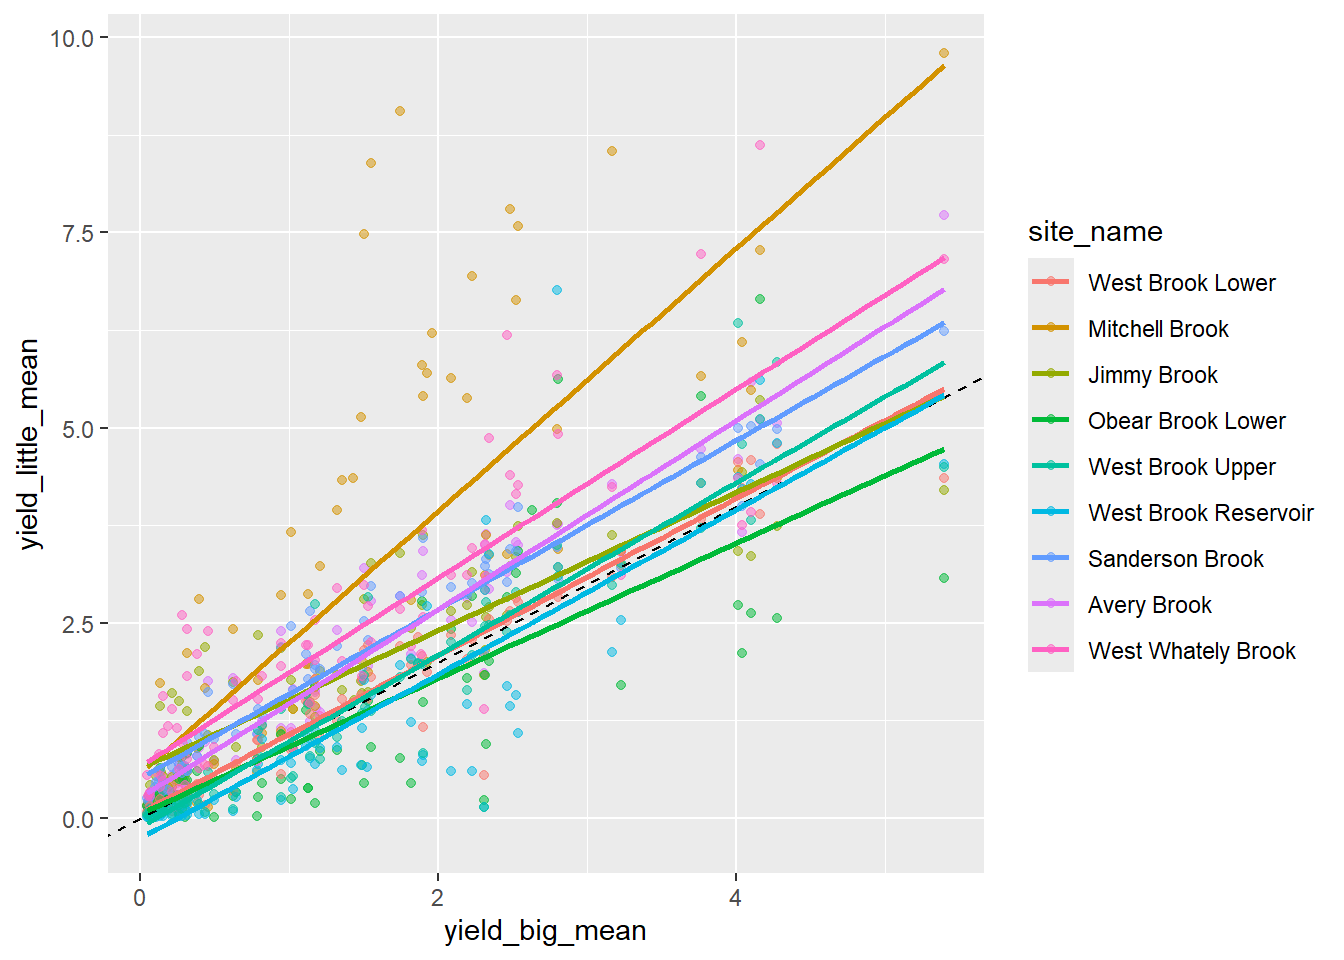 10.0
7.5
5.0
2.5
0.0
yield_little_mean
0
2
4
yield_big_mean
site_name
West Brook Lower
Mitchell Brook
Jimmy Brook
Obear Brook Lower
West Brook Upper
West Brook Reservoir
Sanderson Brook
Avery Brook
West Whately Brook